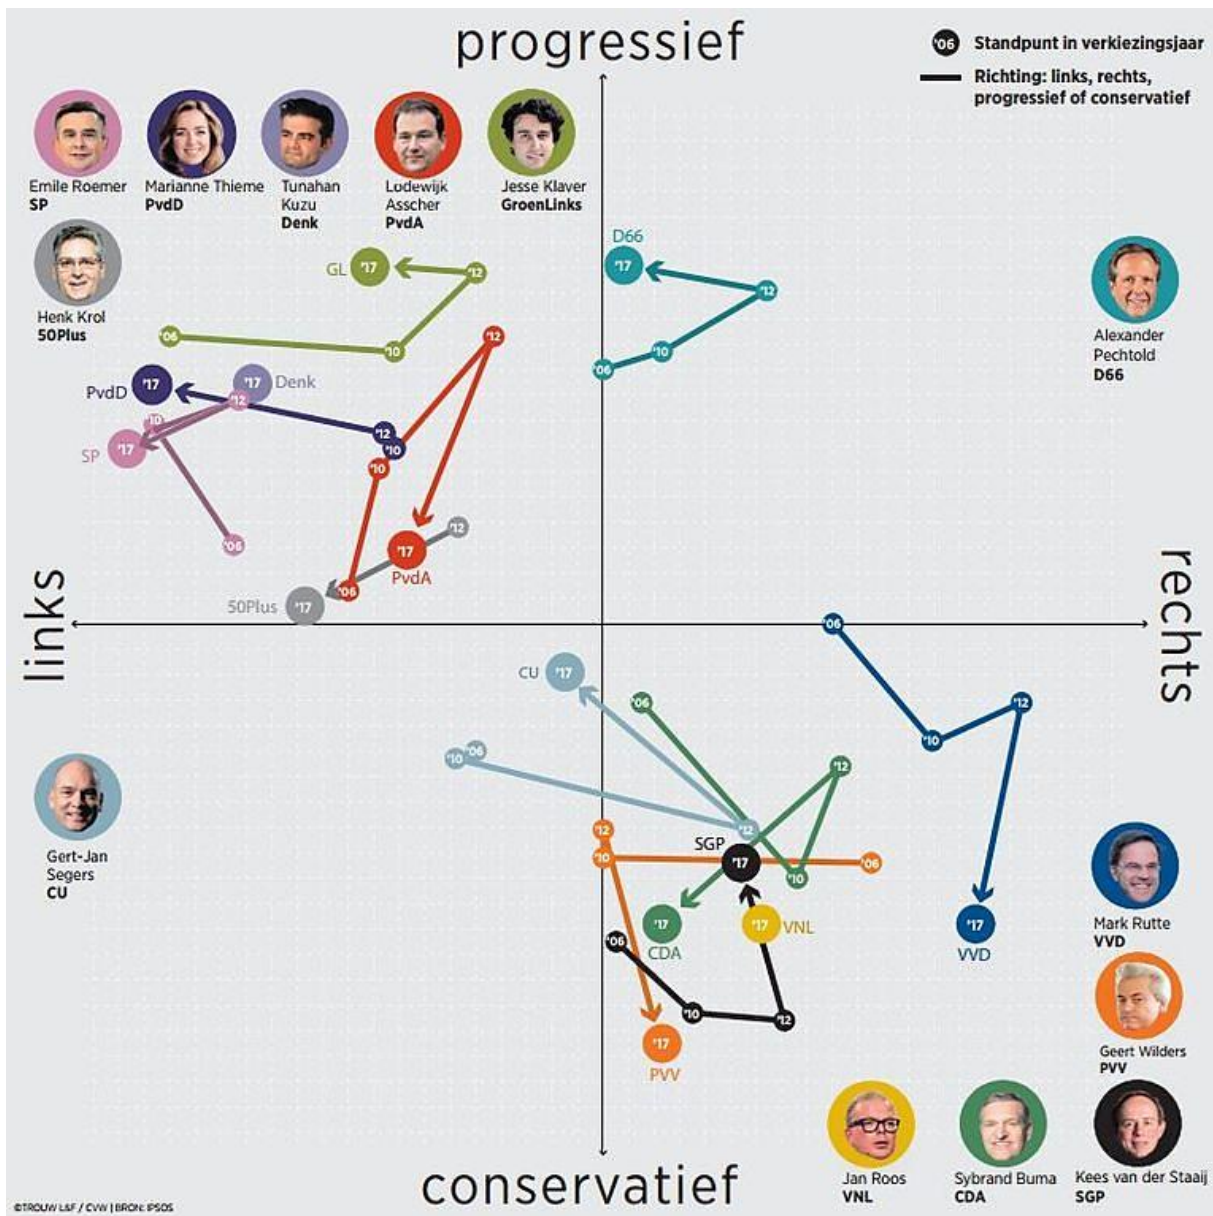 progressief
'06 Standpunt in verkiezingsjaar
Richting: links, rechts,
progressief of conservatief
Emile Roemer
SP
Marianne Thieme
PvdD
Tunahan
Kuzu
Denk
Lodewijk
Asscher
PvdA
Jesse Klaver
GroenLinks
Henk Krol
50Plus
Alexander
Pechtold
D66
GL '17
'12
'10
'06
D66
'17
'12
'10
'06
PvdD '17
'12
'10
'17 Denk
SP '17
'12
'10
'06
'12
'10
'06
'17
PvdA
'12
50Plus '17
links
rechts
CU '17
'10
'06
'12
'06
'10
'12
'17
VVD
'06
'12
'10
'17
CDA
'12
'10
'06
'17
PVV
SGP
'17
'06
'10
'12
'17 VNL
Gert-Jan
Segers
CU
Mark Rutte
VVD
Geert Wilders
PVV
Jan Roos
VNL
Sybrand Buma
CDA
Kees van der Staaij
SGP
conservatief
©TROUW L&F / CVW | BRON: IPSOS